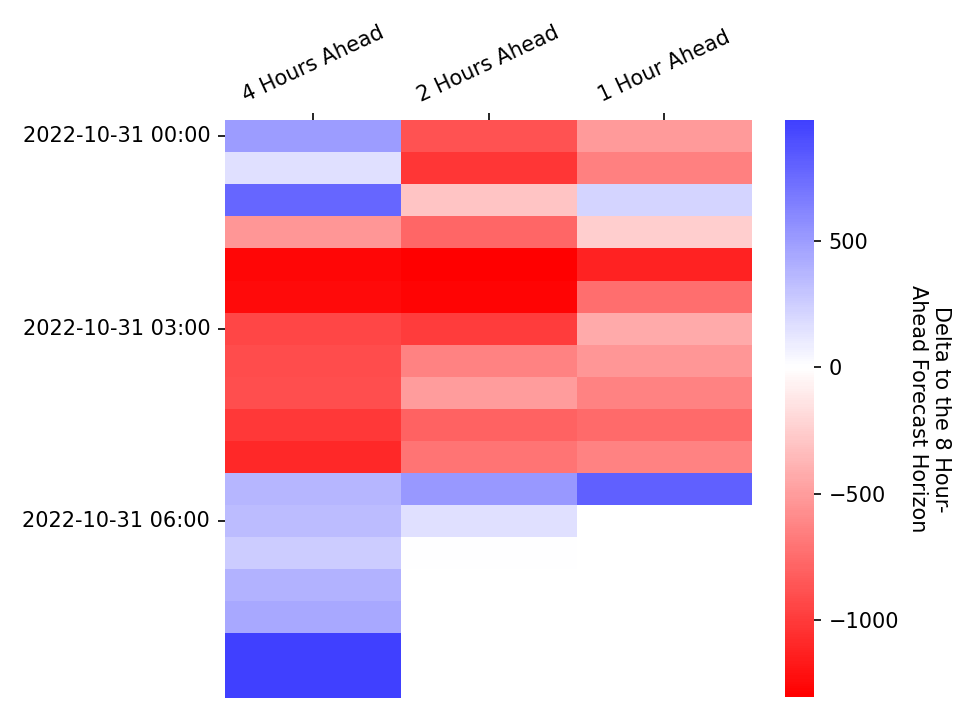 4 Hours Ahead
2 Hours Ahead
1 Hour Ahead
2022-10-31 00:00
2022-10-31 03:00
2022-10-31 06:00
500
0
−500
−1000
Delta to the 8 Hour-
Ahead Forecast Horizon